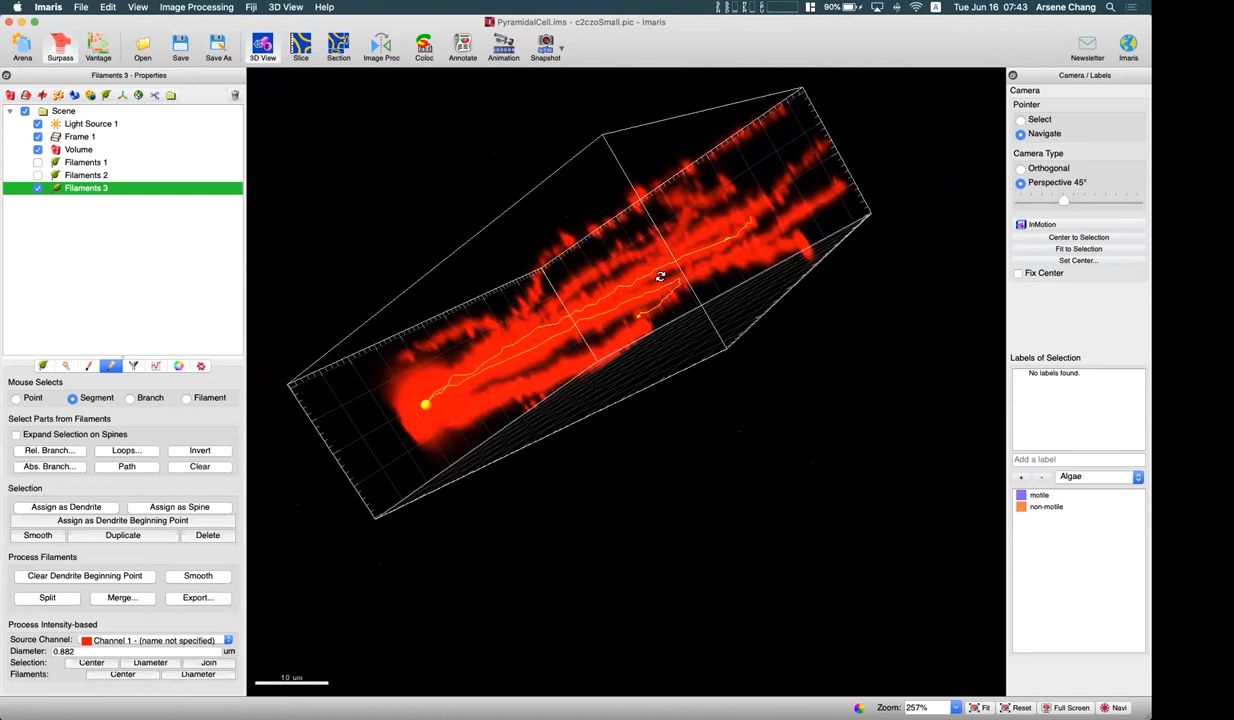 Imaris File Edit View Image Processing Fiji 3D View Help 90% A Tue Jun 16 07:43 Arsene Chang
PyramidalCell.ims - c2czoSmall.pic - Imaris
Arena Surpass Vantage Open Save Save As 3D View Slice Section Image Proc Coloc Annotate Animation Snapshot Newsletter Imaris
Filaments 3 - Properties
Scene
Light Source 1
Frame 1
Volume
Filaments 1
Filaments 2
Filaments 3
Mouse Selects
Point Segment Branch Filament
Select Parts from Filaments
Expand Selection on Spines
Rel. Branch... Loops... Invert
Abs. Branch... Path Clear
Selection
Assign as Dendrite Assign as Spine
Assign as Dendrite Beginning Point
Smooth Duplicate Delete
Process Filaments
Clear Dendrite Beginning Point Smooth
Split Merge... Export...
Process Intensity-based
Source Channel: Channel 1 - (name not specified)
Diameter: 0.882 um
Selection: Center Diameter Join
Filaments: Center Diameter
10 um
Camera / Labels
Camera
Pointer
Select
Navigate
Camera Type
Orthogonal
Perspective 45°
InMotion
Center to Selection
Fit to Selection
Set Center...
Fix Center
Labels of Selection
No labels found.
Add a label
+ - Algae
motile
non-motile
Zoom: 257% Fit Reset Full Screen Navi